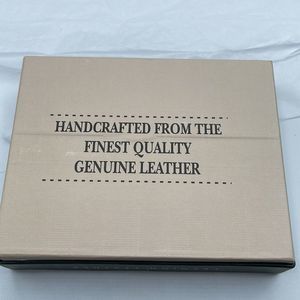 HANDCRAFTED FROM THE
FINEST QUALITY
GENUINE LEATHER